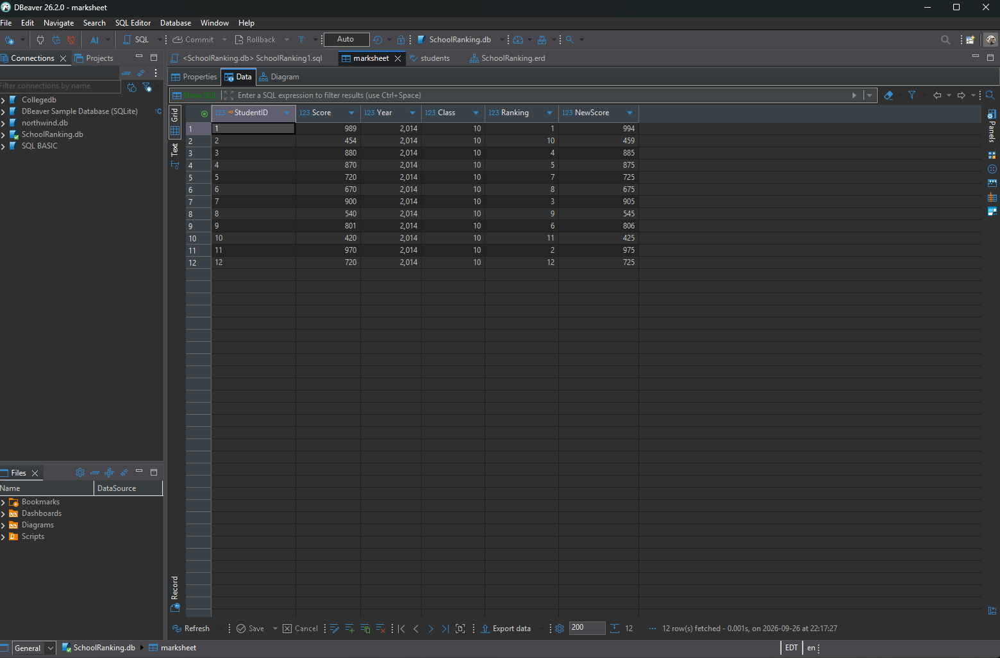 DBeaver 26.2.0 - marksheet
File Edit Navigate Search SQL Editor Database Window Help
AI SQL Commit Rollback T Auto SchoolRanking.db
Connections Projects
<SchoolRanking.db> SchoolRanking1.sql marksheet students SchoolRanking.erd
Properties Data Diagram
Filter connections by name
Show SQL Enter a SQL expression to filter results (use Ctrl+Space)
Collegedb
DBeaver Sample Database (SQLite)
northwind.db
SchoolRanking.db
SQL BASIC
Grid
Text
Record
Panels
123 StudentID 123 Score 123 Year 123 Class 123 Ranking 123 NewScore
1 1 989 2,014 10 1 994
2 2 454 2,014 10 10 459
3 3 880 2,014 10 4 885
4 4 870 2,014 10 5 875
5 5 720 2,014 10 7 725
6 6 670 2,014 10 8 675
7 7 900 2,014 10 3 905
8 8 540 2,014 10 9 545
9 9 801 2,014 10 6 806
10 10 420 2,014 10 11 425
11 11 970 2,014 10 2 975
12 12 720 2,014 10 12 725
Files
Name DataSource
Bookmarks
Dashboards
Diagrams
Scripts
Refresh Save Cancel Export data 200 12 ... 12 row(s) fetched - 0.001s, on 2026-09-26 at 22:17:27
General SchoolRanking.db marksheet EDT en